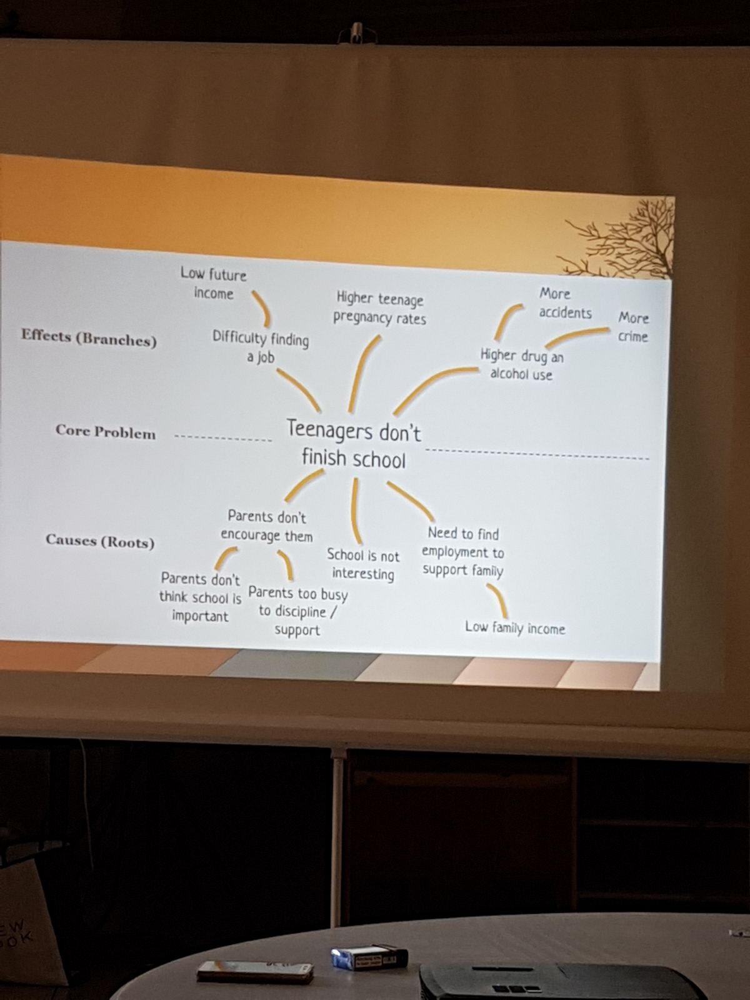 Low future
income
Higher teenage
pregnancy rates
More
accidents
More
crime
Effects (Branches)
Difficulty finding
a job
Higher drug an
alcohol use
Core Problem
Teenagers don't
finish school
Causes (Roots)
Parents don't
encourage them
School is not
interesting
Need to find
employment to
support family
Parents don't
think school is
important
Parents too busy
to discipline /
support
Low family income
EW
OOK